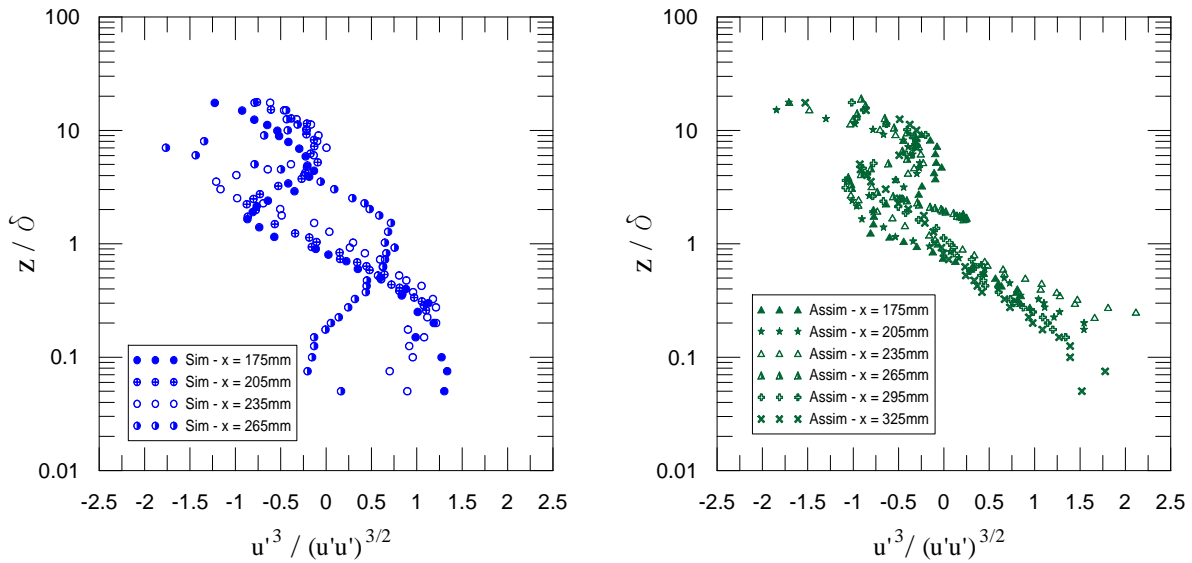 100
10
1
0.1
0.01
z / δ
-2.5 -2 -1.5 -1 -0.5 0 0.5 1 1.5 2 2.5
u'³ / (u'u')^3/2
Sim - x = 175mm
Sim - x = 205mm
Sim - x = 235mm
Sim - x = 265mm
100
10
1
0.1
0.01
z / δ
-2.5 -2 -1.5 -1 -0.5 0 0.5 1 1.5 2 2.5
u'³ / (u'u')^3/2
Assim - x = 175mm
Assim - x = 205mm
Assim - x = 235mm
Assim - x = 265mm
Assim - x = 295mm
Assim - x = 325mm